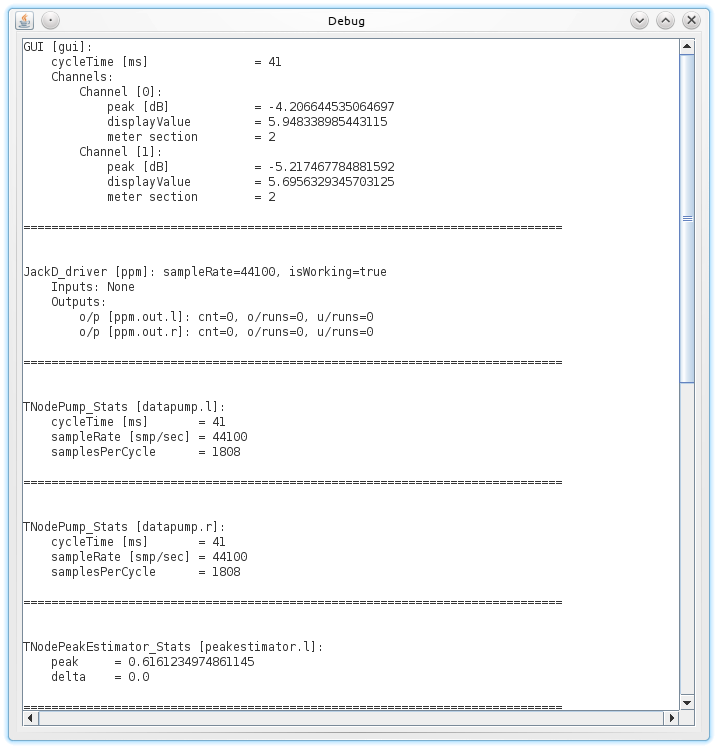 Debug
GUI [gui]:
    cycleTime [ms]                = 41
    Channels:
        Channel [0]:
            peak [dB]             = -4.206644535064697
            displayValue          = 5.948338985443115
            meter section         = 2
        Channel [1]:
            peak [dB]             = -5.217467784881592
            displayValue          = 5.6956329345703125
            meter section         = 2
=============================================================================
JackD_driver [ppm]: sampleRate=44100, isWorking=true
    Inputs: None
    Outputs:
        o/p [ppm.out.l]: cnt=0, o/runs=0, u/runs=0
        o/p [ppm.out.r]: cnt=0, o/runs=0, u/runs=0
=============================================================================
TNodePump_Stats [datapump.l]:
    cycleTime [ms]       = 41
    sampleRate [smp/sec] = 44100
    samplesPerCycle      = 1808
=============================================================================
TNodePump_Stats [datapump.r]:
    cycleTime [ms]       = 41
    sampleRate [smp/sec] = 44100
    samplesPerCycle      = 1808
=============================================================================
TNodePeakEstimator_Stats [peakestimator.l]:
    peak     = 0.6161234974861145
    delta    = 0.0
=============================================================================